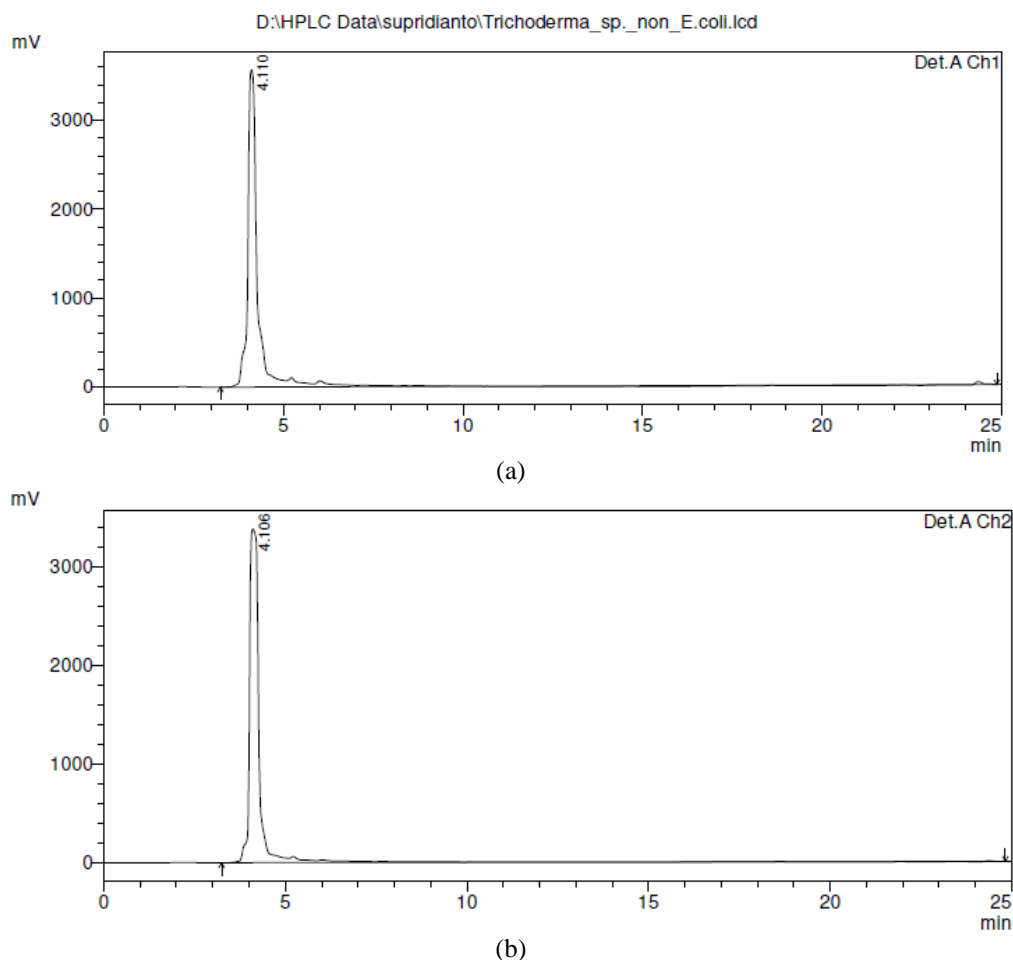 D:\HPLC Data\supridianto\Trichoderma_sp._non_E.coli.lcd
mV
Det.A Ch1
4.110
3000
2000
1000
0
0 5 10 15 20 25
min
(a)
mV
Det.A Ch2
4.106
3000
2000
1000
0
0 5 10 15 20 25
min
(b)